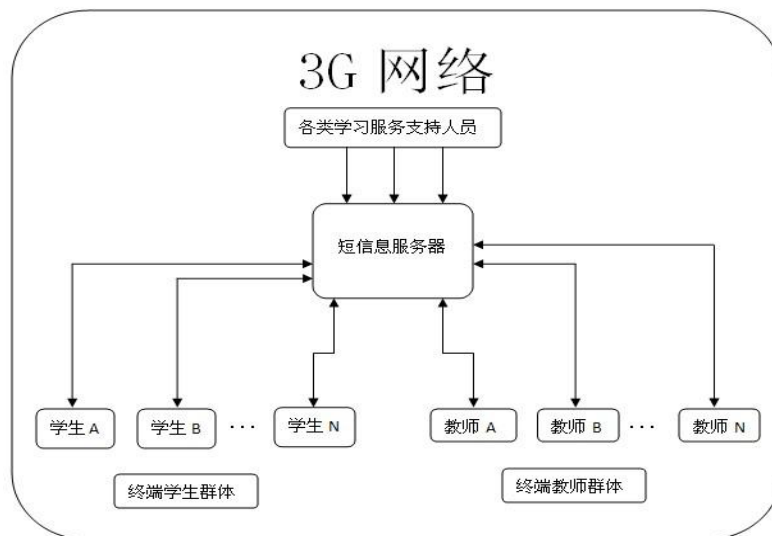 3G 网络
各类学习服务支持人员
短信息服务器
学生 A
学生 B
···
学生 N
教师 A
教师 B
···
教师 N
终端学生群体
终端教师群体